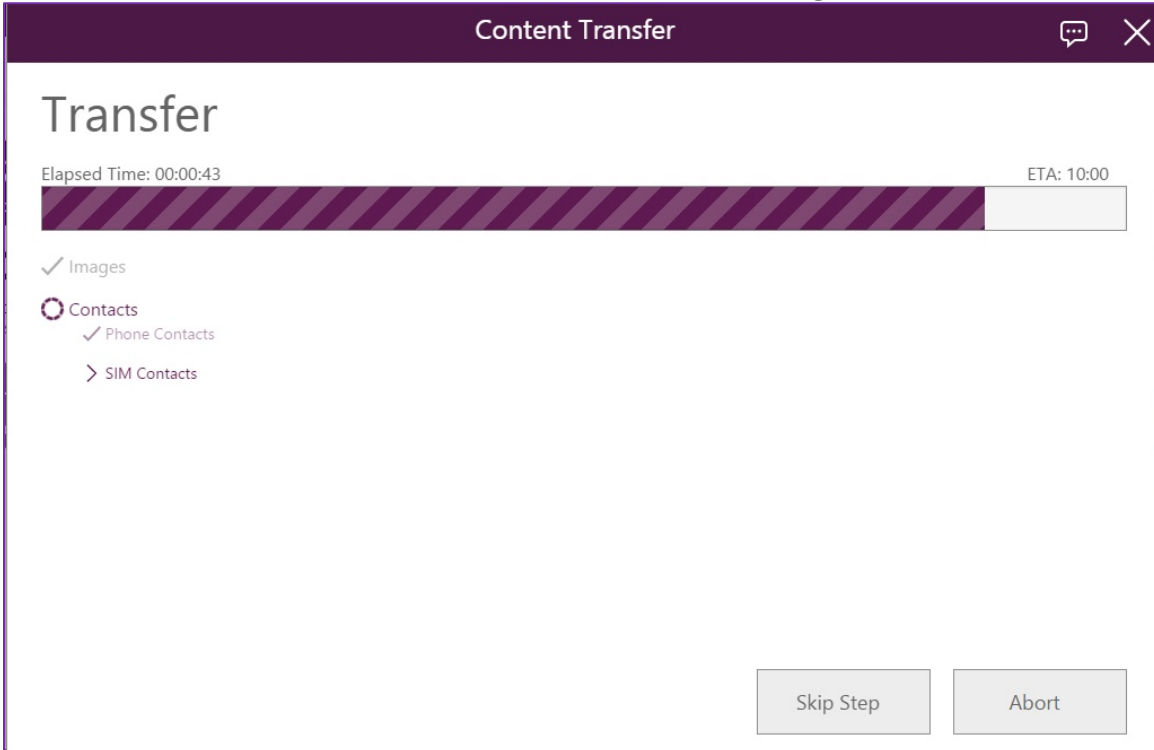 Content Transfer
Transfer
Elapsed Time: 00:00:43 ETA: 10:00
Images
Contacts
Phone Contacts
SIM Contacts
Skip Step Abort